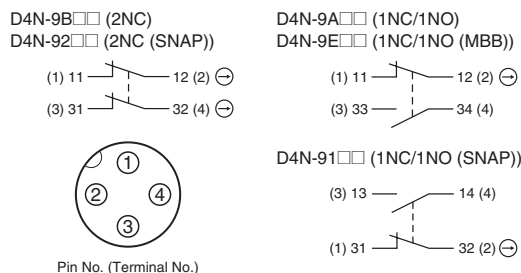 D4N-9B□□ (2NC)
D4N-92□□ (2NC (SNAP))
(1) 11 12 (2)
(3) 31 32 (4)
1
2 4
3
Pin No. (Terminal No.)
D4N-9A□□ (1NC/1NO)
D4N-9E□□ (1NC/1NO (MBB))
(1) 11 12 (2)
(3) 33 34 (4)
D4N-91□□ (1NC/1NO (SNAP))
(3) 13 14 (4)
(1) 31 32 (2)